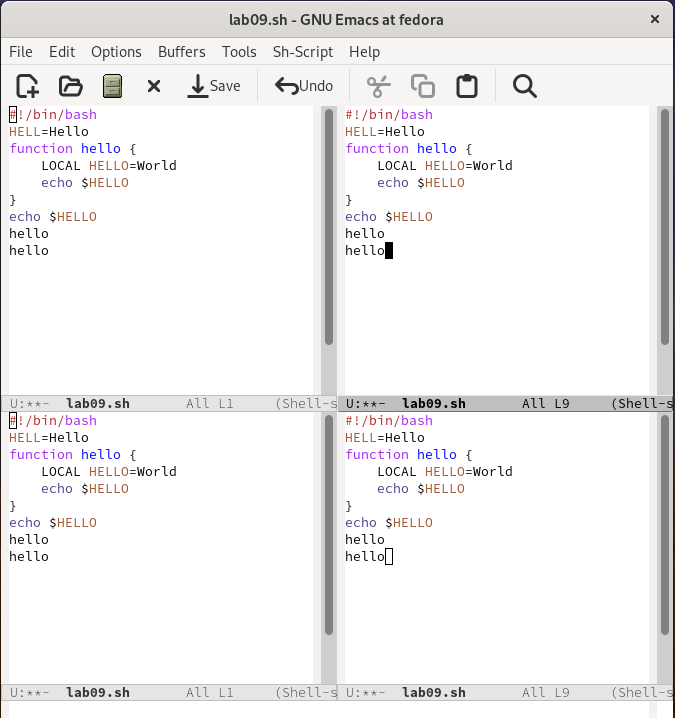 lab09.sh - GNU Emacs at fedora
File Edit Options Buffers Tools Sh-Script Help
Save Undo
#!/bin/bash
HELL=Hello
function hello {
    LOCAL HELLO=World
    echo $HELLO
}
echo $HELLO
hello
hello
U:**-  lab09.sh       All L1     (Shell-s
#!/bin/bash
HELL=Hello
function hello {
    LOCAL HELLO=World
    echo $HELLO
}
echo $HELLO
hello
hello
U:**-  lab09.sh       All L9     (Shell-s
#!/bin/bash
HELL=Hello
function hello {
    LOCAL HELLO=World
    echo $HELLO
}
echo $HELLO
hello
hello
U:**-  lab09.sh       All L1     (Shell-s
#!/bin/bash
HELL=Hello
function hello {
    LOCAL HELLO=World
    echo $HELLO
}
echo $HELLO
hello
hello
U:**-  lab09.sh       All L9     (Shell-s